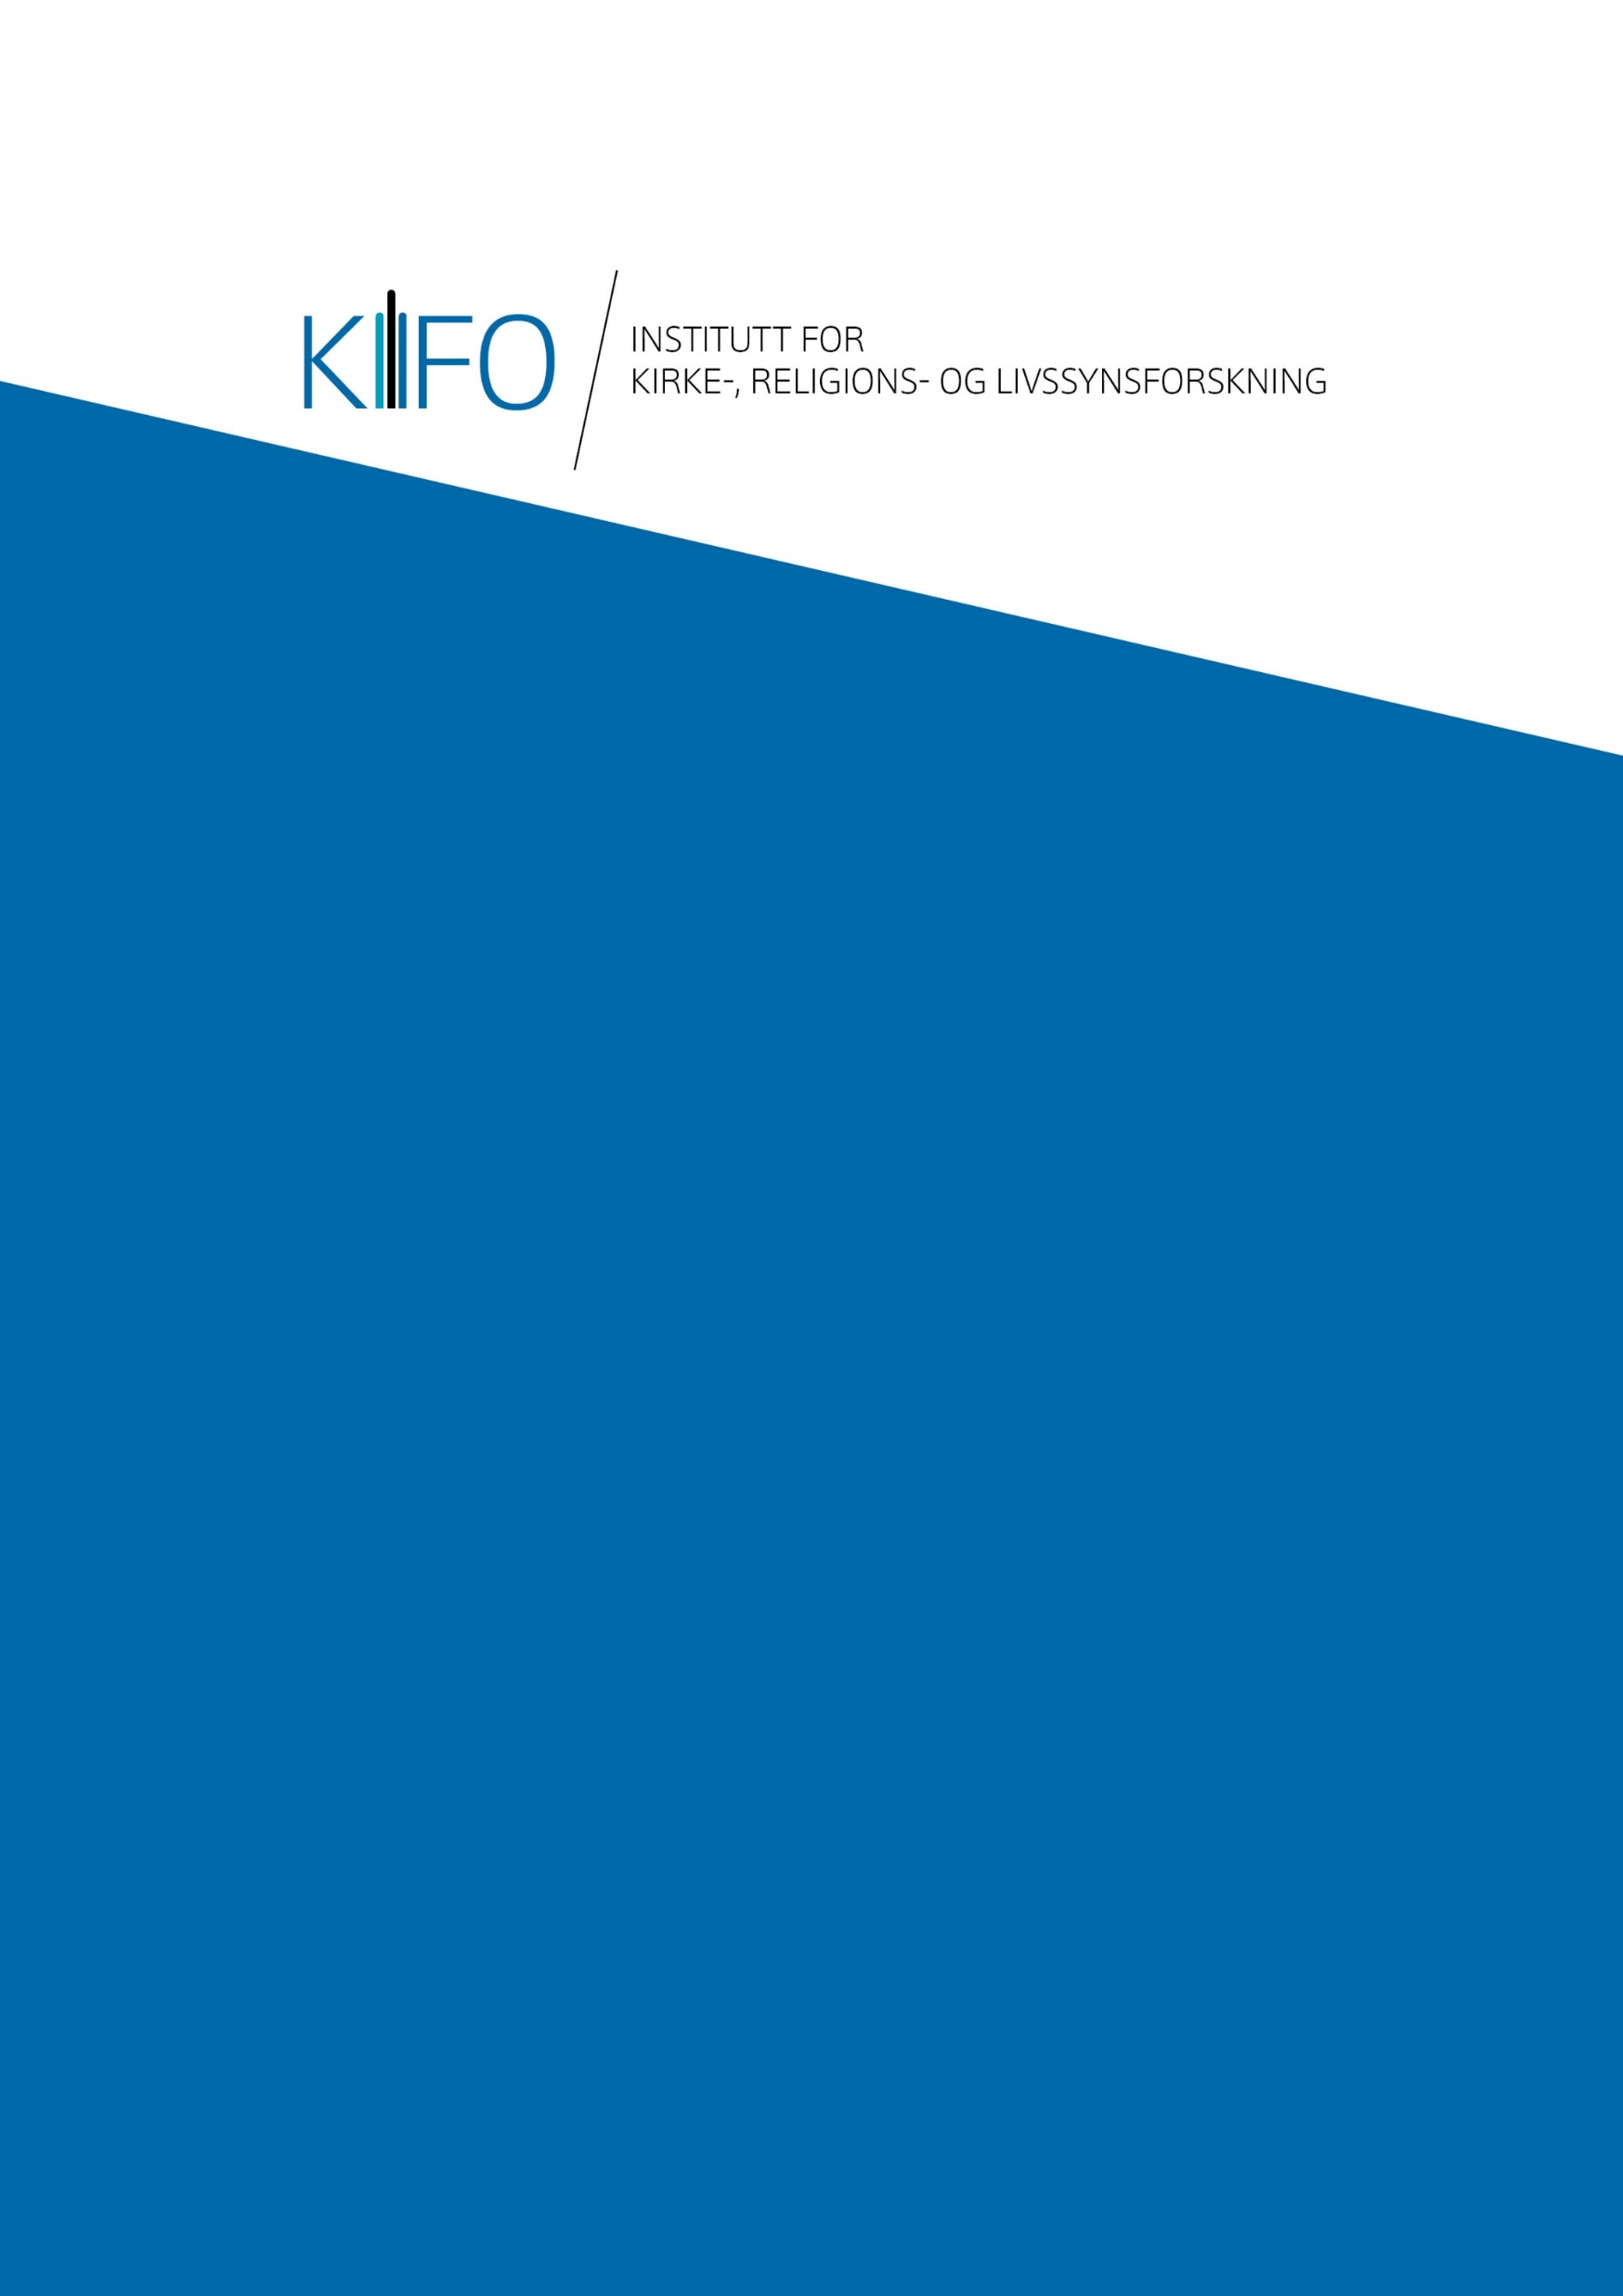 KIFO
INSTITUTT FOR
KIRKE-, RELIGIONS- OG LIVSSYNSFORSKNING